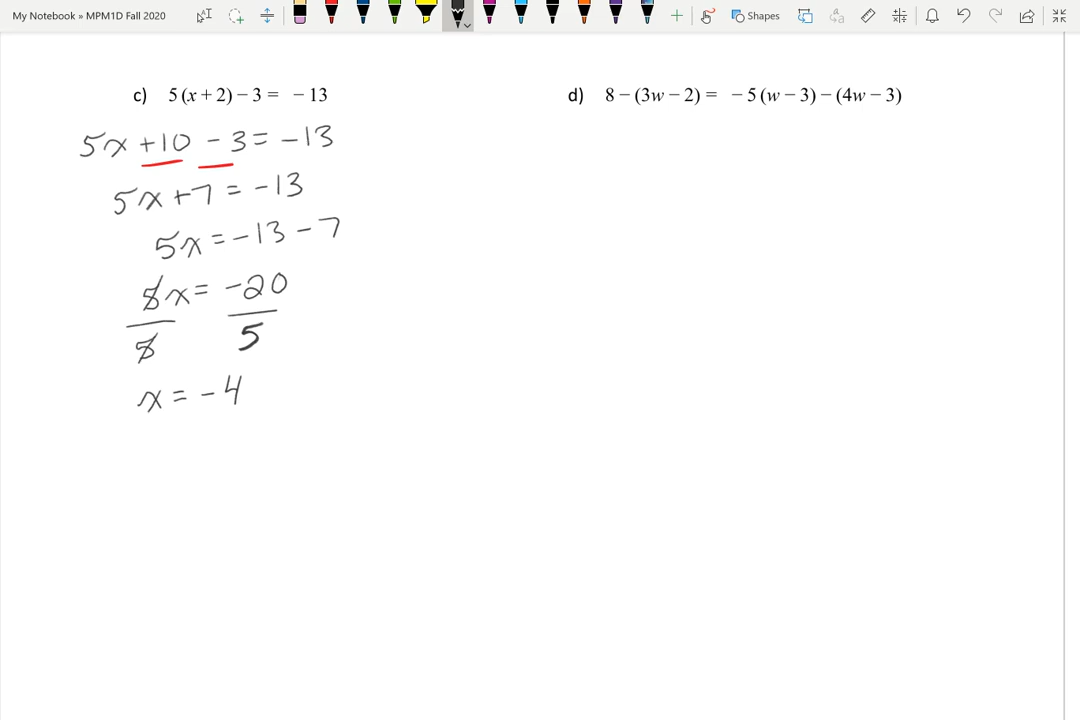 My Notebook » MPM1D Fall 2020
Shapes
c) 5(x + 2) − 3 = − 13
5x +10 − 3 = −13
5x +7 = −13
5x = −13 − 7
5x = −20
5 5
x = −4
d) 8 − (3w − 2) = − 5(w − 3) − (4w − 3)